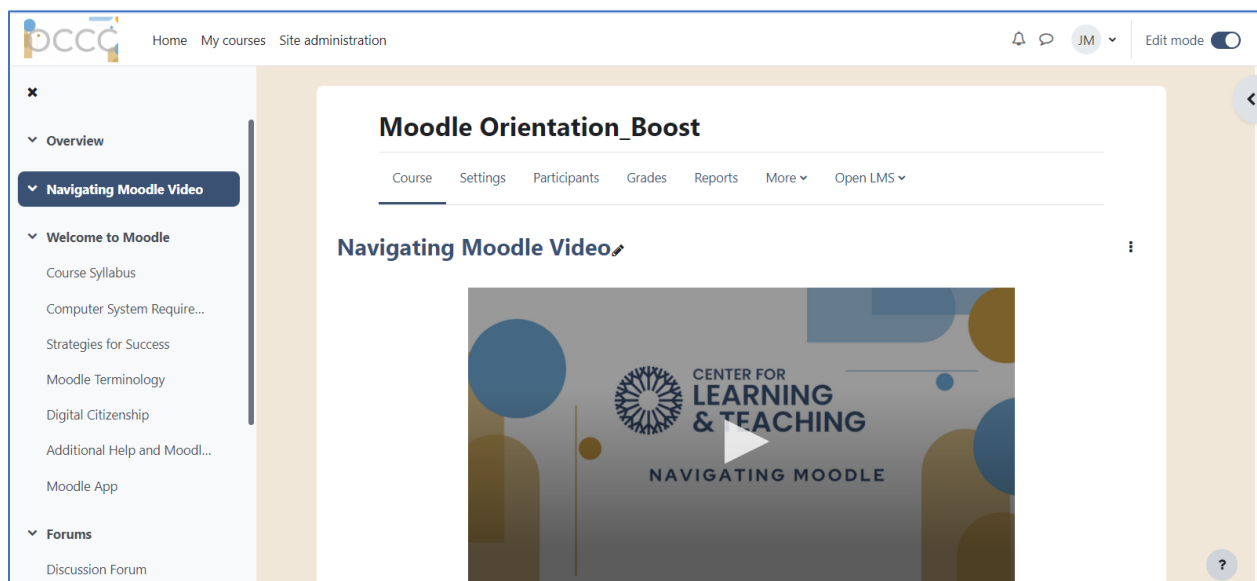 occc
Home My courses Site administration
JM
Edit mode
Overview
Navigating Moodle Video
Welcome to Moodle
Course Syllabus
Computer System Require...
Strategies for Success
Moodle Terminology
Digital Citizenship
Additional Help and Moodl...
Moodle App
Forums
Discussion Forum
Moodle Orientation_Boost
Course Settings Participants Grades Reports More Open LMS
Navigating Moodle Video
CENTER FOR
LEARNING
& TEACHING
NAVIGATING MOODLE
?